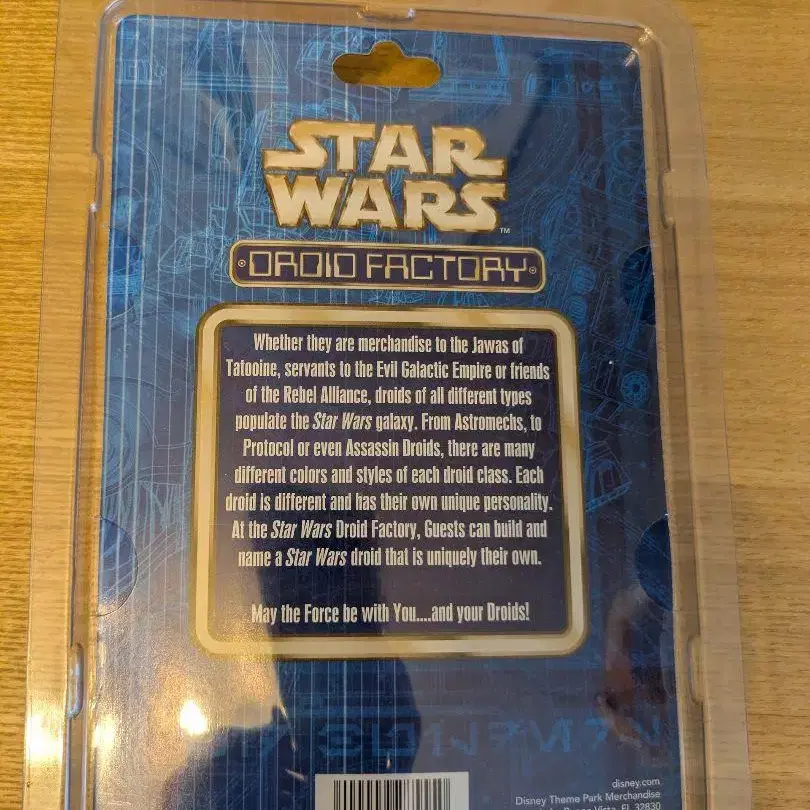 STAR
WARS
TM
DROID FACTORY
Whether they are merchandise to the Jawas of
Tatooine, servants to the Evil Galactic Empire or friends
of the Rebel Alliance, droids of all different types
populate the Star Wars galaxy. From Astromechs, to
Protocol or even Assassin Droids, there are many
different colors and styles of each droid class. Each
droid is different and has their own unique personality.
At the Star Wars Droid Factory, Guests can build and
name a Star Wars droid that is uniquely their own.
May the Force be with You....and your Droids!
disney.com
Disney Theme Park Merchandise
Buena Vista, FL 32830